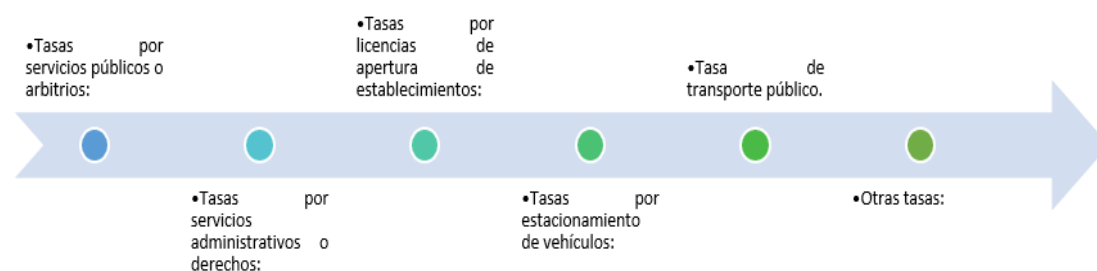 •Tasas por
servicios públicos o
arbitrios:
•Tasas por
servicios
administrativos o
derechos:
•Tasas por
licencias de
apertura de
establecimientos:
•Tasas por
estacionamiento
de vehículos:
•Tasa de
transporte público.
•Otras tasas: